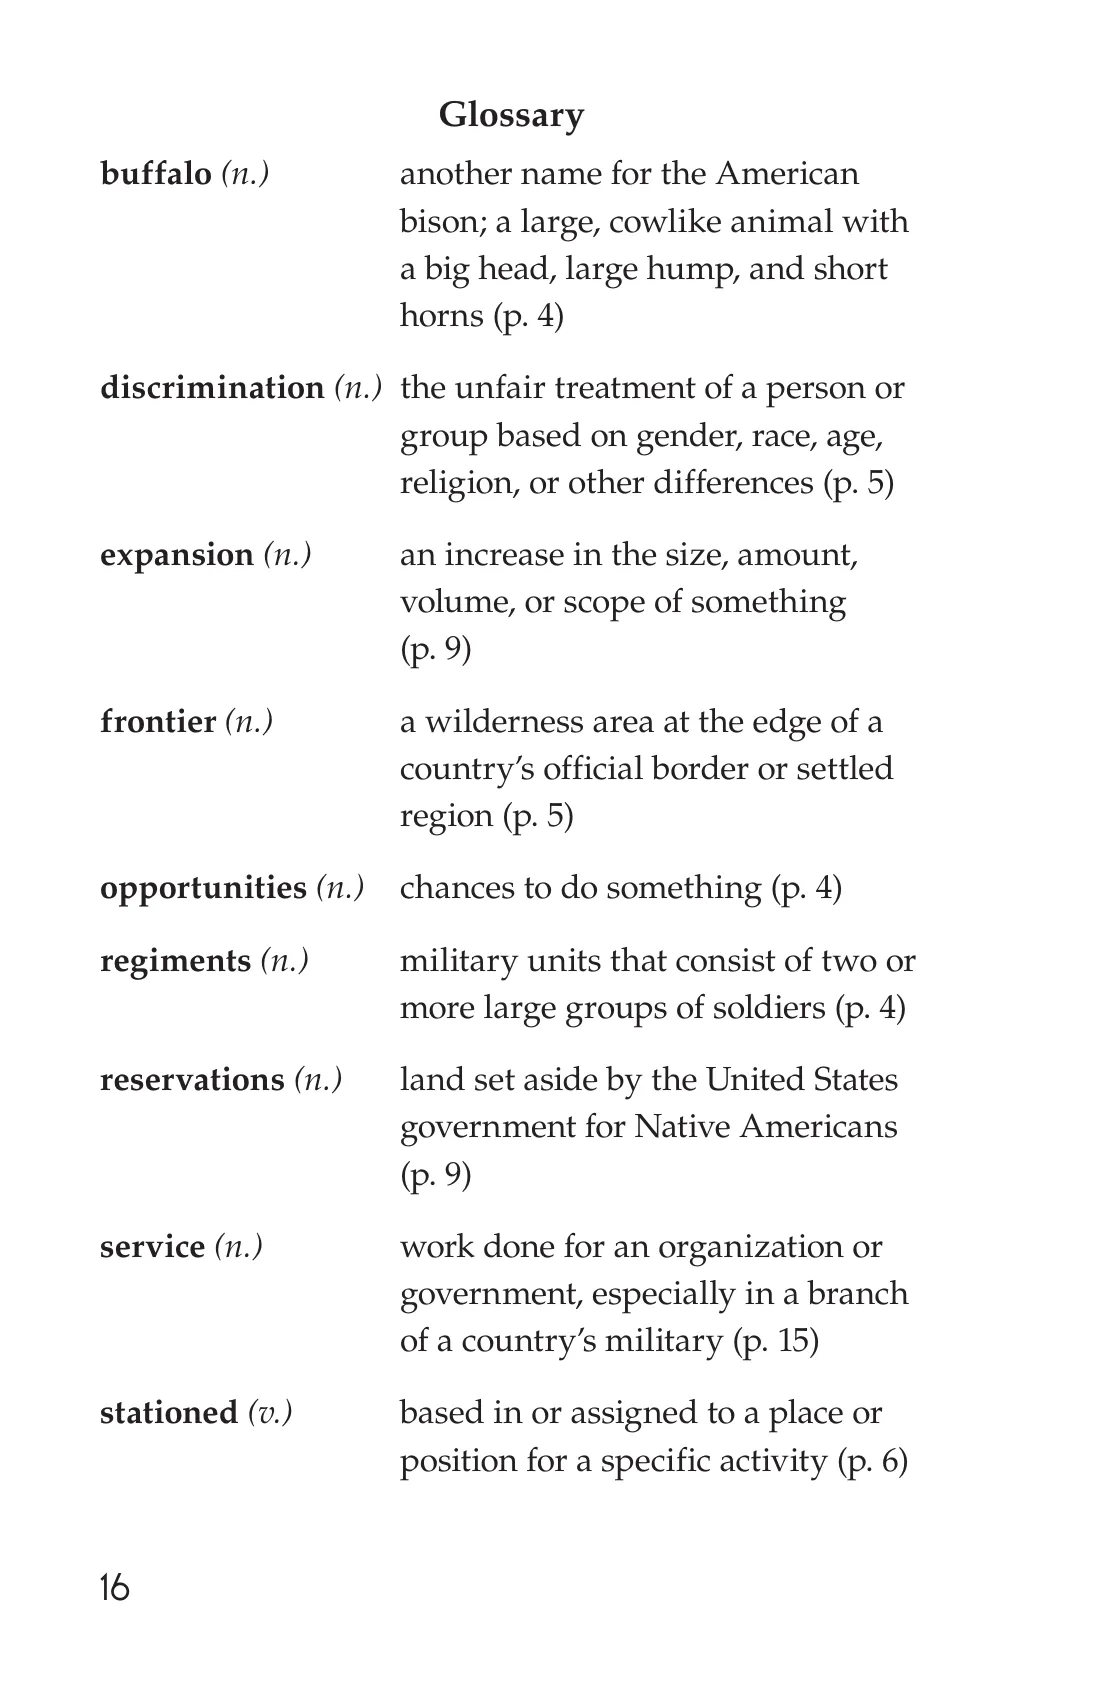 Glossary
buffalo (n.) another name for the American
bison; a large, cowlike animal with
a big head, large hump, and short
horns (p. 4)
discrimination (n.) the unfair treatment of a person or
group based on gender, race, age,
religion, or other differences (p. 5)
expansion (n.) an increase in the size, amount,
volume, or scope of something
(p. 9)
frontier (n.) a wilderness area at the edge of a
country’s official border or settled
region (p. 5)
opportunities (n.) chances to do something (p. 4)
regiments (n.) military units that consist of two or
more large groups of soldiers (p. 4)
reservations (n.) land set aside by the United States
government for Native Americans
(p. 9)
service (n.) work done for an organization or
government, especially in a branch
of a country’s military (p. 15)
stationed (v.) based in or assigned to a place or
position for a specific activity (p. 6)
16